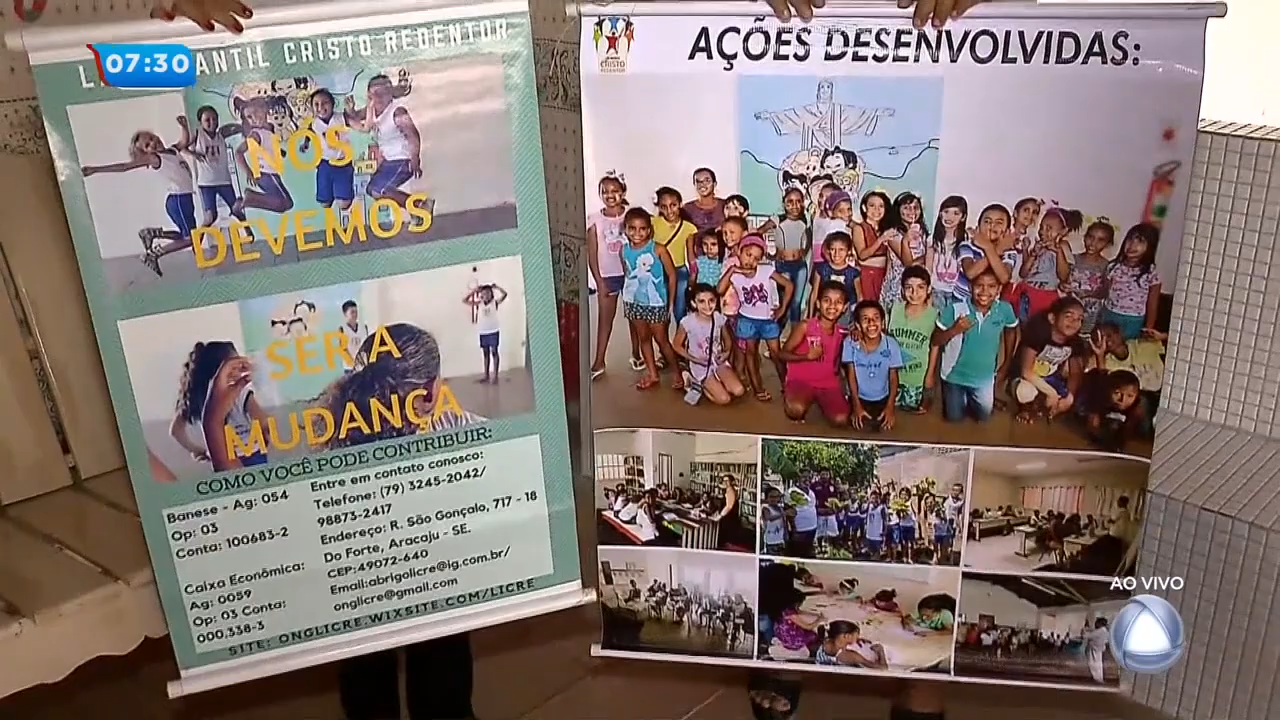 07:30
ANTIL CRISTO REDENTOR
NÓS
DEVEMOS
SER A
MUDANÇA
COMO VOCÊ PODE CONTRIBUIR:
Banese - Ag: 054
Op: 03
Conta: 100683-2
Caixa Econômica:
Ag: 0059
Op: 03 Conta:
000.338-3
Entre em contato conosco:
Telefone: (79) 3245-2042/
98873-2417
Endereço: R. São Gonçalo, 717 - 18
Do Forte, Aracaju - SE.
CEP:49072-640
Email:abrigolicre@ig.com.br/
onglicre@gmail.com
SITE: ONGLICRE.WIXSITE.COM/LICRE
CRISTO
REDENTOR
AÇÕES DESENVOLVIDAS:
SUMMER
AO VIVO